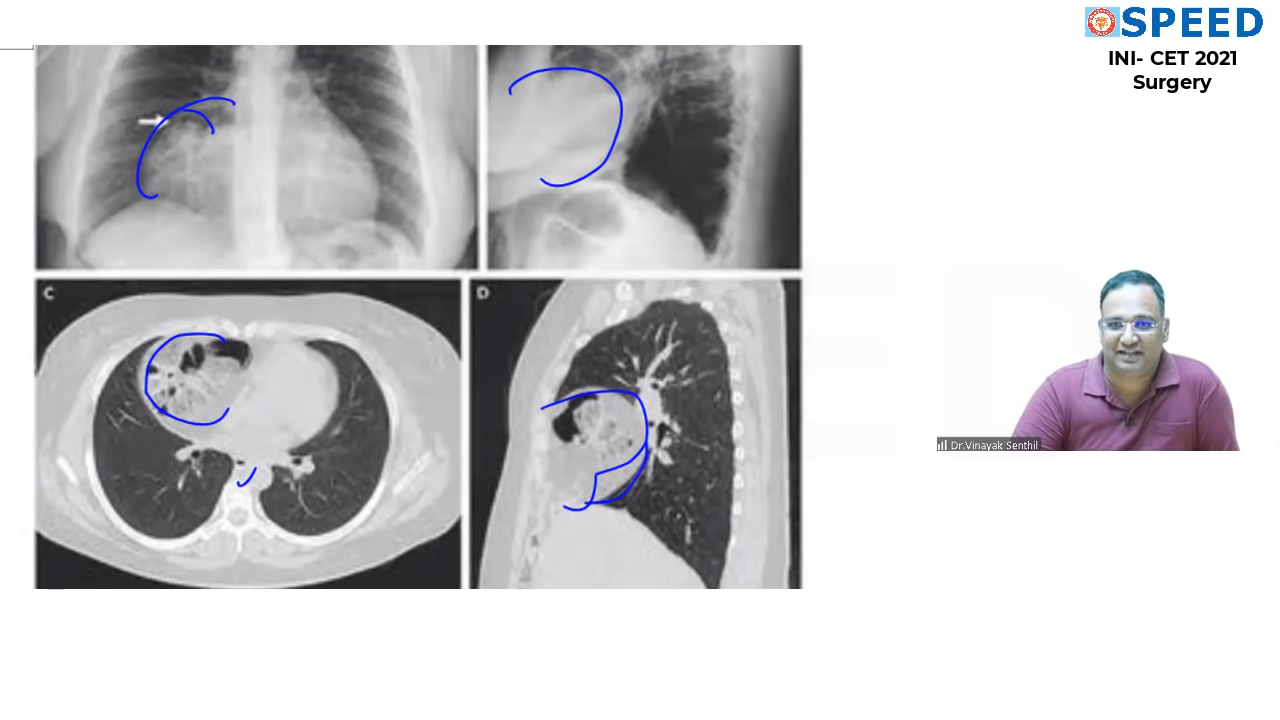 SPEED
INI- CET 2021
Surgery
C
D
Dr.Vinayak Senthil